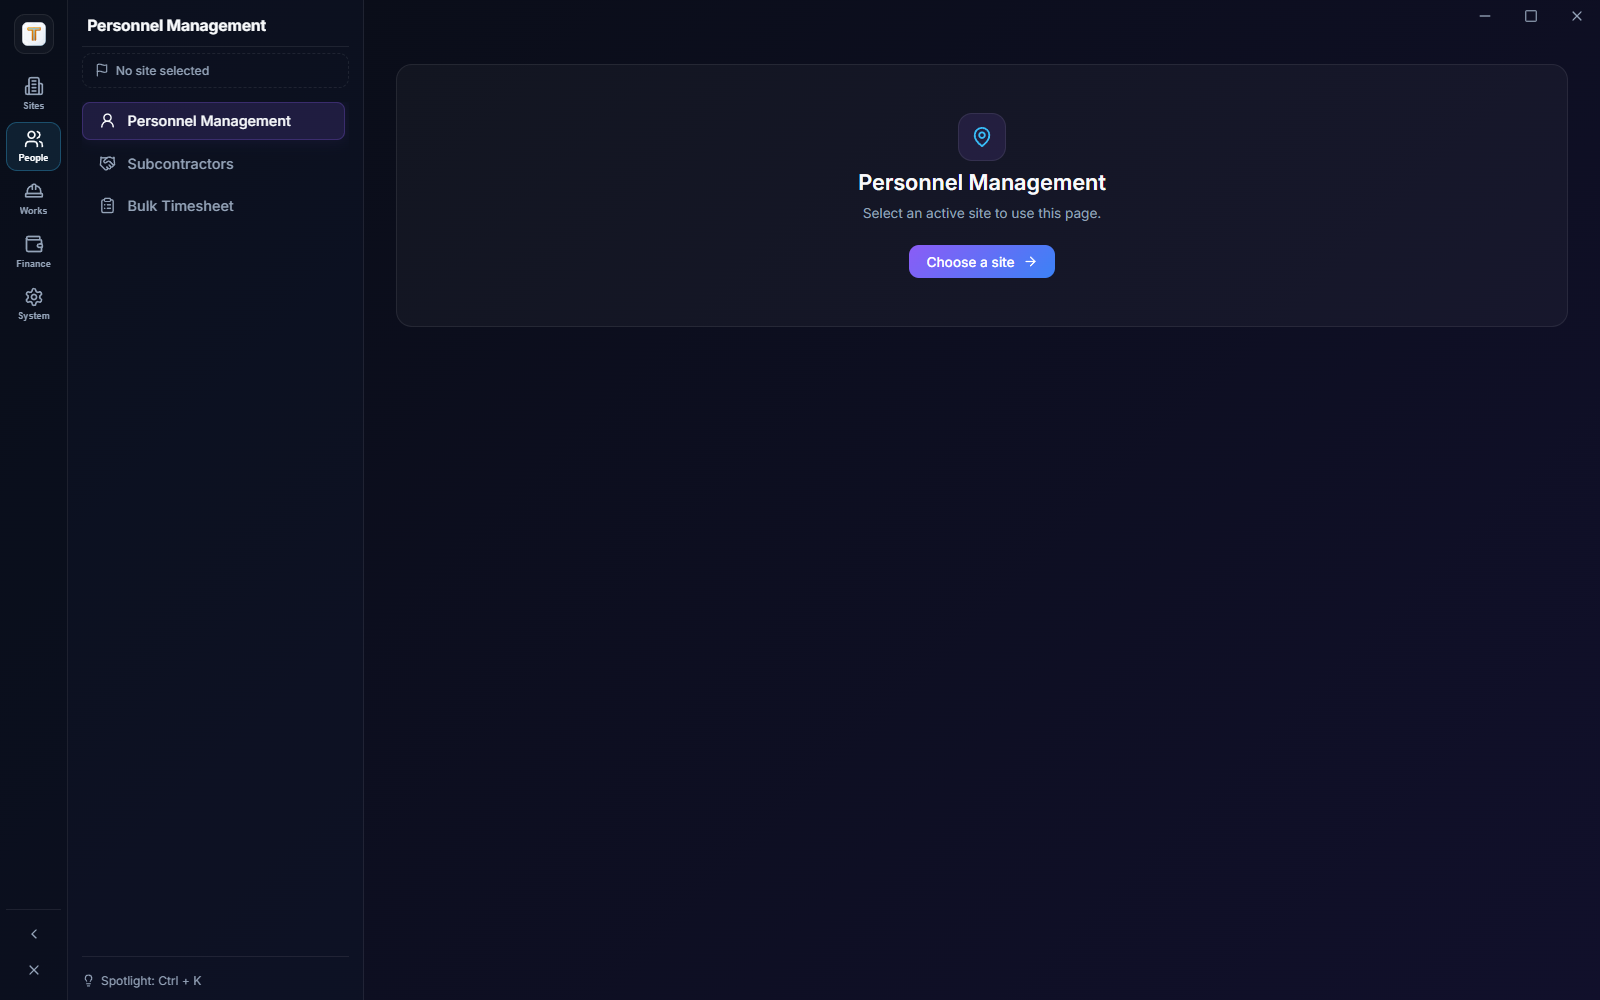 T
Sites
People
Works
Finance
System
Personnel Management
No site selected
Personnel Management
Subcontractors
Bulk Timesheet
Spotlight: Ctrl + K
Personnel Management
Select an active site to use this page.
Choose a site